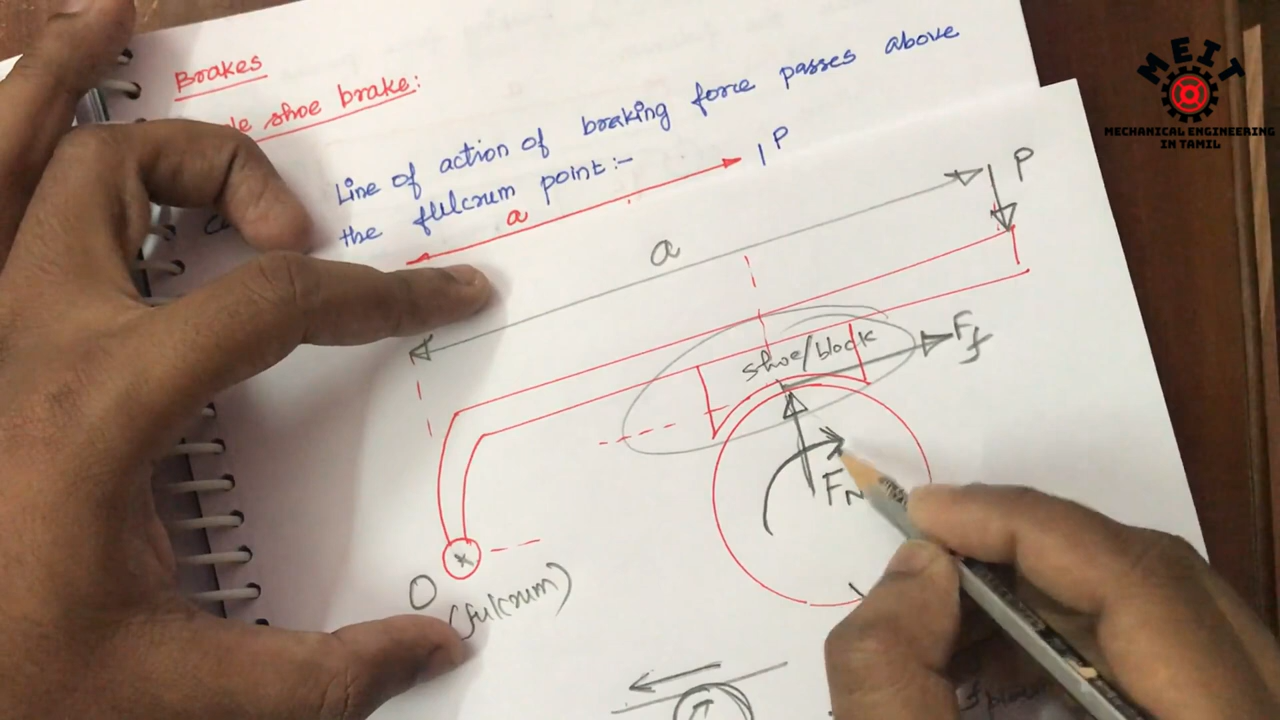 Brakes
shoe brake:
Line of action of braking force passes above
the fulcrum point:-
a
P
a
P
shoe/block
Ff
FN
O
(fulcrum)
MEIT
MECHANICAL ENGINEERING
IN TAMIL